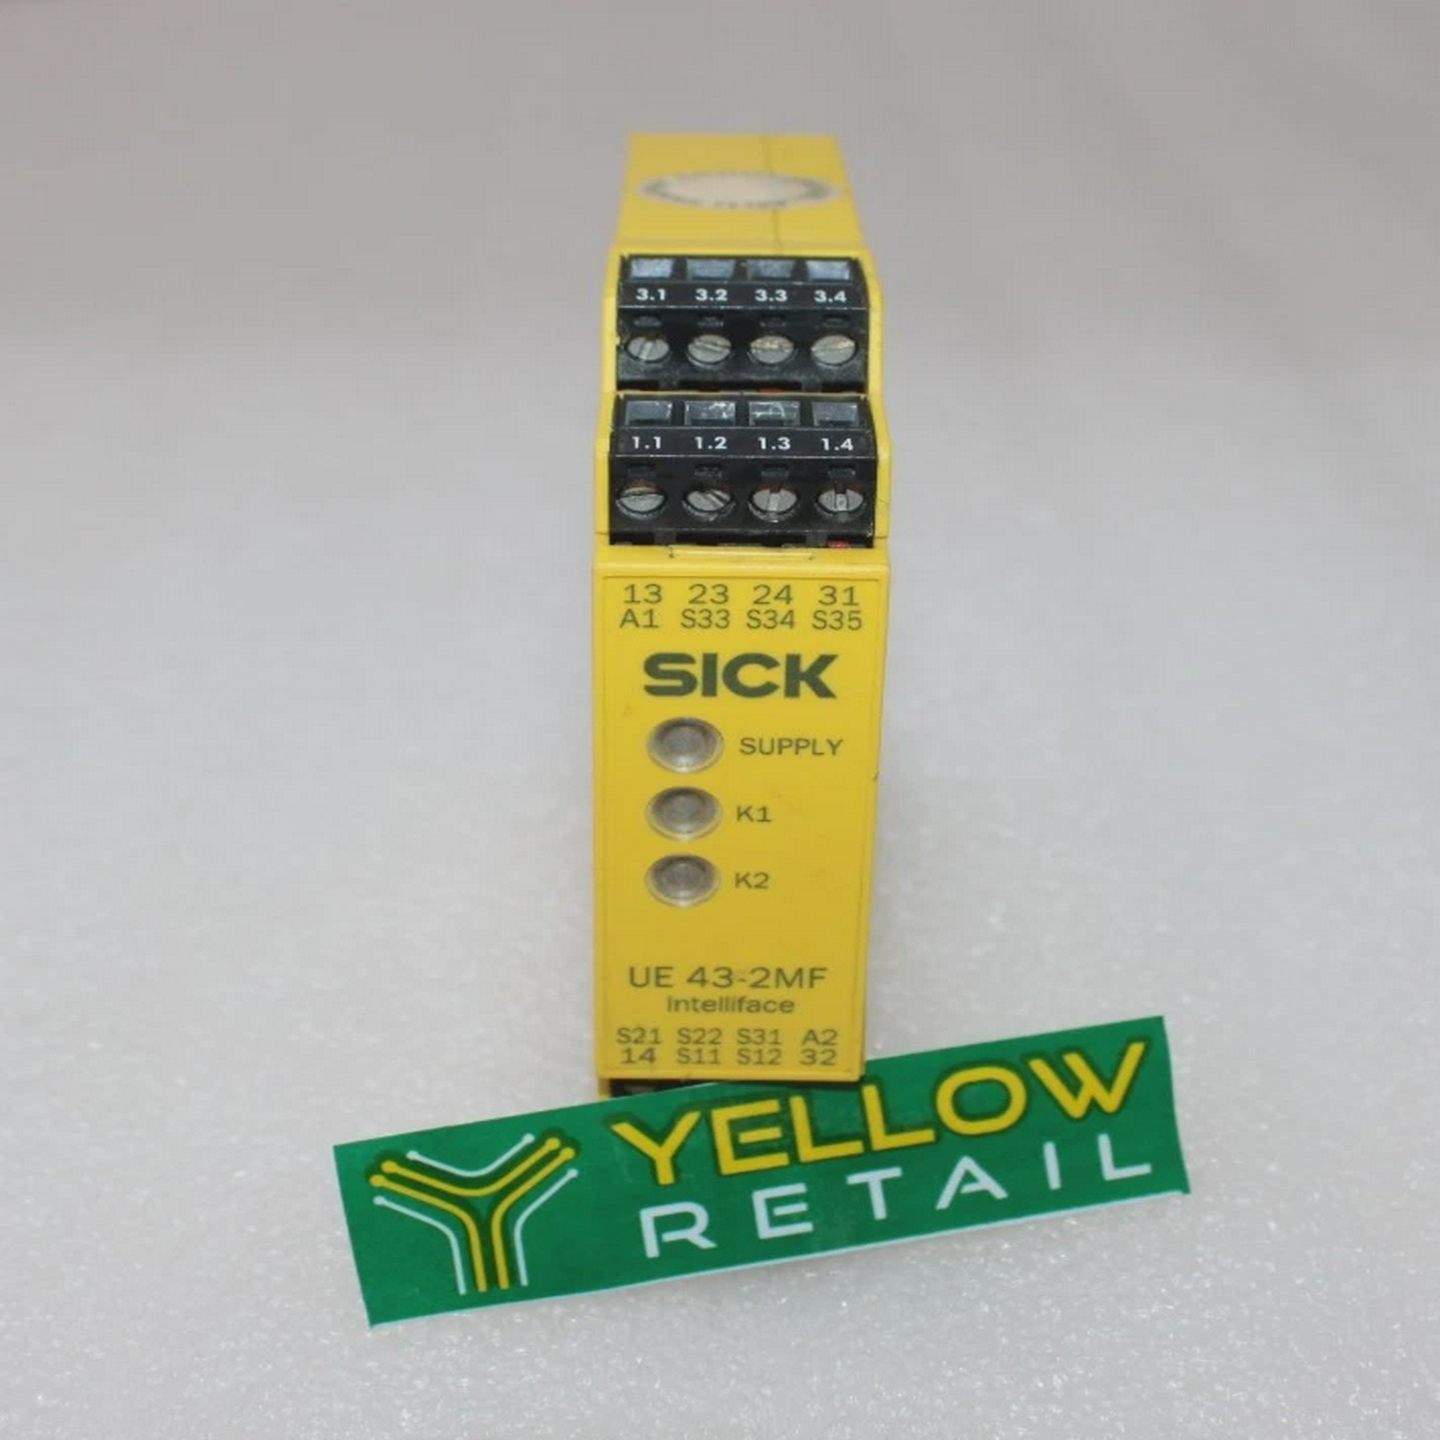 3.1 3.2 3.3 3.4
1.1 1.2 1.3 1.4
13 23 24 31
A1 S33 S34 S35
SICK
SUPPLY
K1
K2
UE 43-2MF
Intelliface
S21 S22 S31 A2
14 S11 S12 32
YELLOW
RETAIL